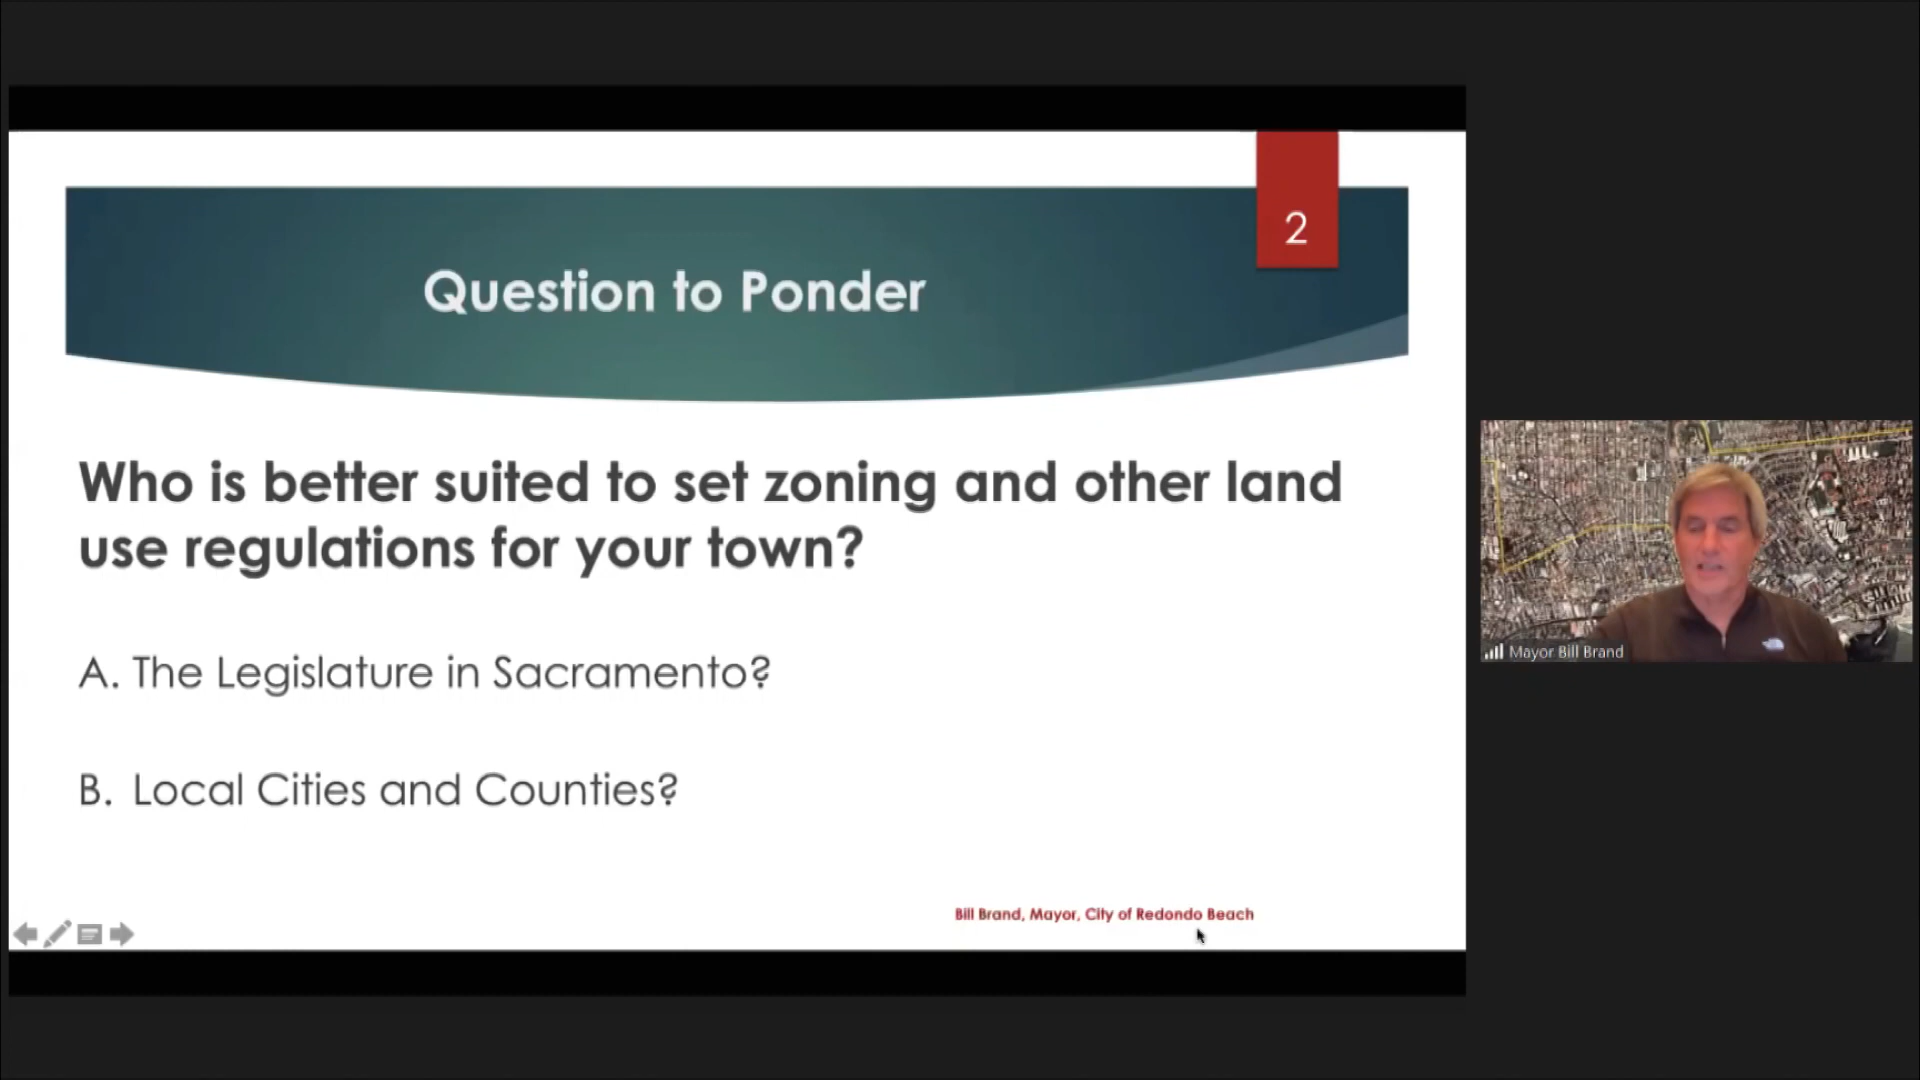 2
Question to Ponder
Who is better suited to set zoning and other land
use regulations for your town?
A. The Legislature in Sacramento?
B. Local Cities and Counties?
Bill Brand, Mayor, City of Redondo Beach
Mayor Bill Brand